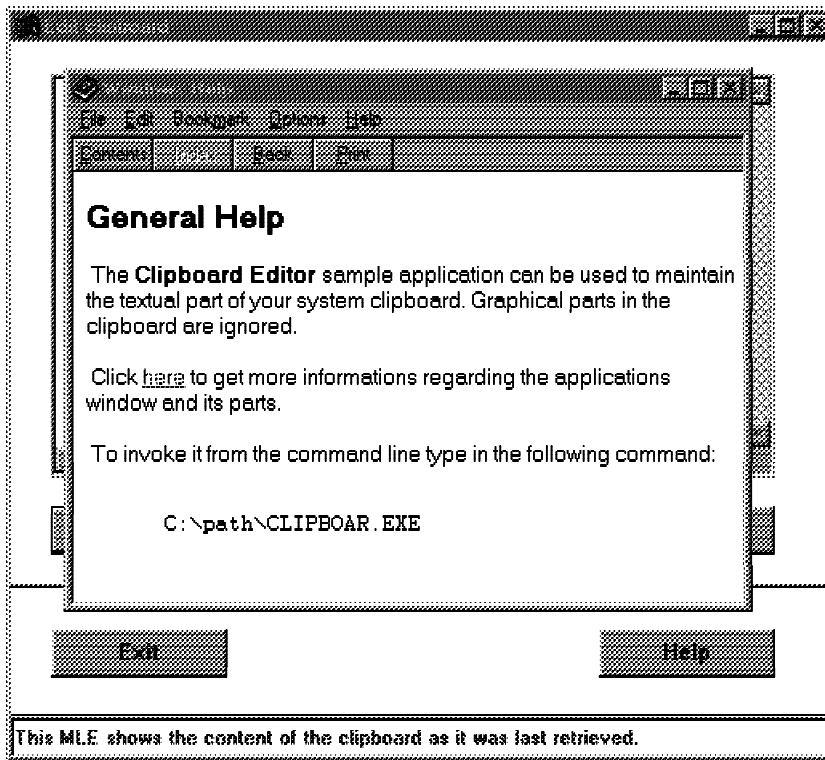 File Edit Bookmark Options Help
Contents Index Back Print
General Help
The Clipboard Editor sample application can be used to maintain
the textual part of your system clipboard. Graphical parts in the
clipboard are ignored.
Click here to get more informations regarding the applications
window and its parts.
To invoke it from the command line type in the following command:
C:\path\CLIPBOAR.EXE
Exit Help
This MLE shows the content of the clipboard as it was last retrieved.